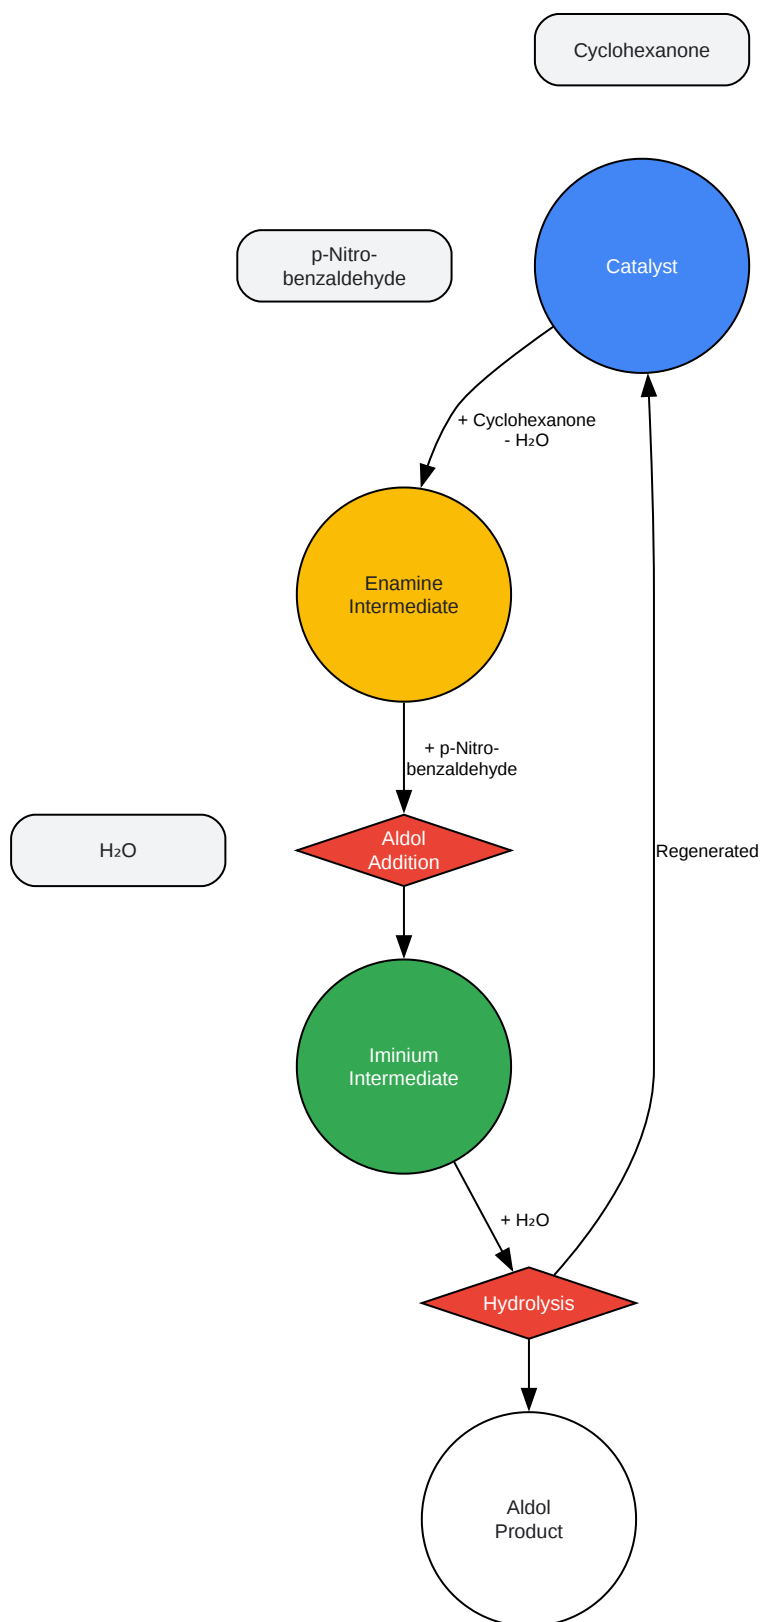 Cyclohexanone
Catalyst
p-Nitro-
benzaldehyde
+ Cyclohexanone
- H₂O
Enamine
Intermediate
+ p-Nitro-
benzaldehyde
Aldol
Addition
H₂O
Regenerated
Iminium
Intermediate
+ H₂O
Hydrolysis
Aldol
Product